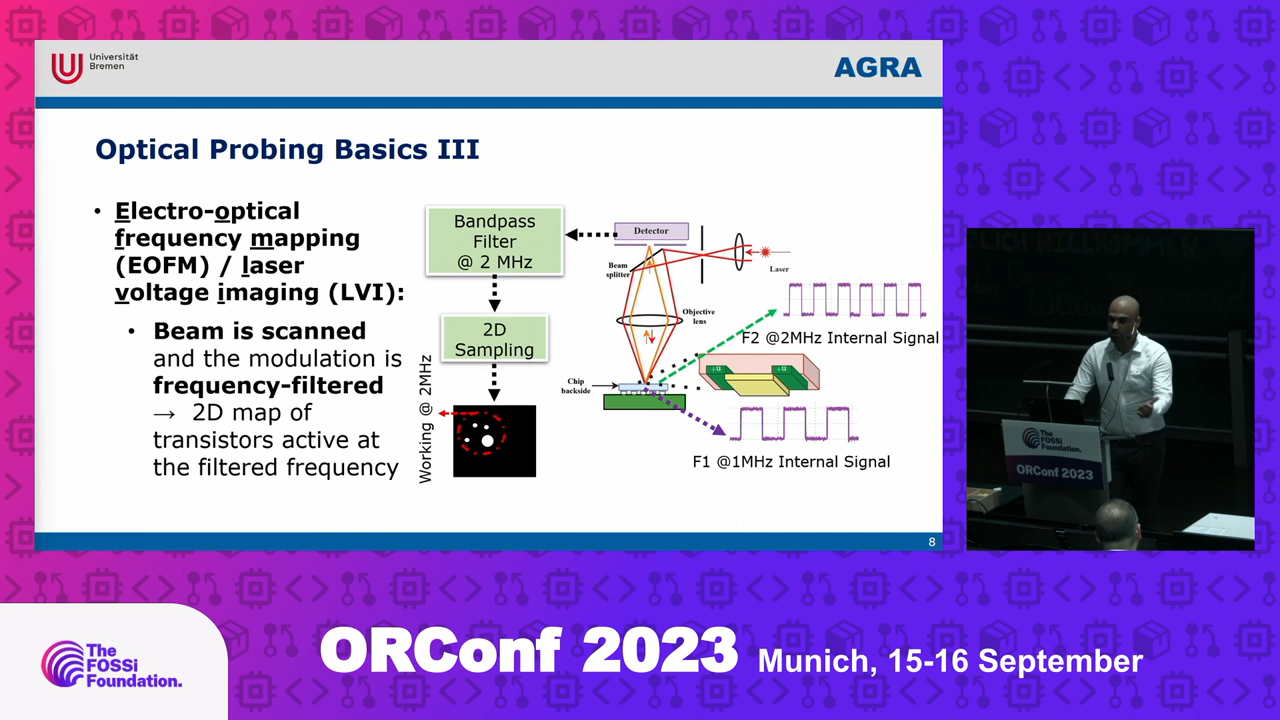 Universität
Bremen
AGRA
Optical Probing Basics III
• Electro-optical
frequency mapping
(EOFM) / laser
voltage imaging (LVI):
• Beam is scanned
and the modulation is
frequency-filtered
→ 2D map of
transistors active at
the filtered frequency
Bandpass
Filter
@ 2 MHz
2D
Sampling
Working @ 2MHz
Detector
Beam
splitter
Laser
Objective
lens
Chip
backside
F2 @2MHz Internal Signal
+u
+u
F1 @1MHz Internal Signal
8
The
FOSSi
Foundation.
ORConf 2023
The
FOSSi
Foundation.
ORConf 2023 Munich, 15-16 September